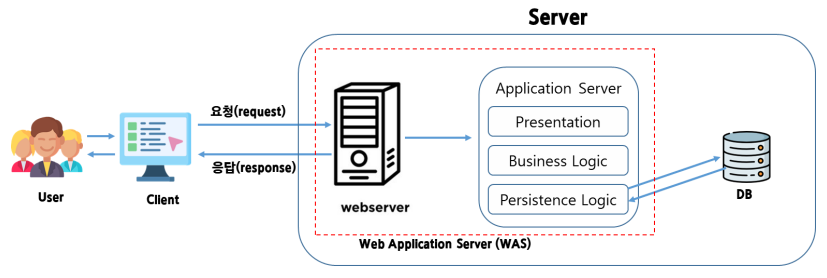 Server
Application Server
Presentation
Business Logic
Persistence Logic
요청(request)
응답(response)
User
Client
webserver
DB
Web Application Server (WAS)